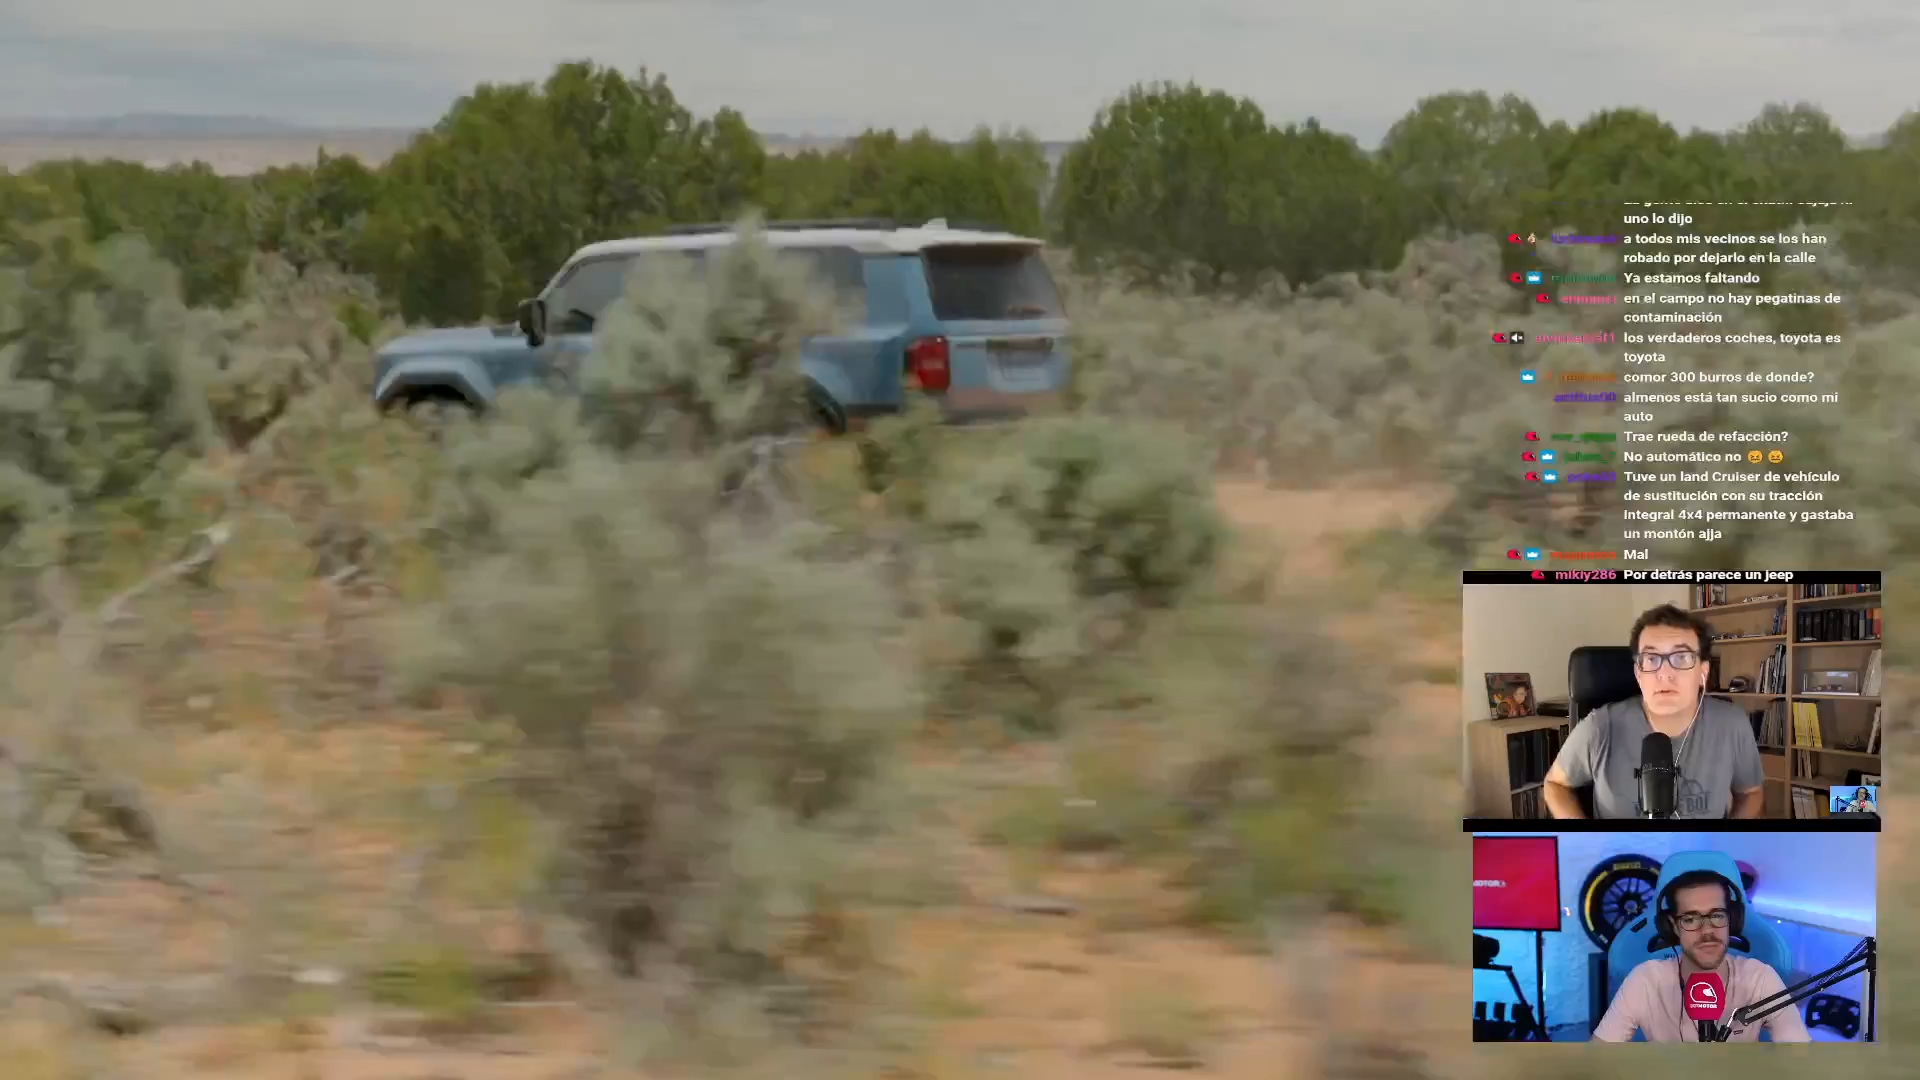 uno lo dijo
a todos mis vecinos se los han
robado por dejarlo en la calle
Ya estamos faltando
en el campo no hay pegatinas de
contaminación
los verdaderos coches, toyota es
toyota
comor 300 burros de donde?
almenos está tan sucio como mi
auto
Trae rueda de refacción?
No automático no
Tuve un land Cruiser de vehículo
de sustitución con su tracción
integral 4x4 permanente y gastaba
un montón ajja
Mal
mikiy286 Por detrás parece un jeep